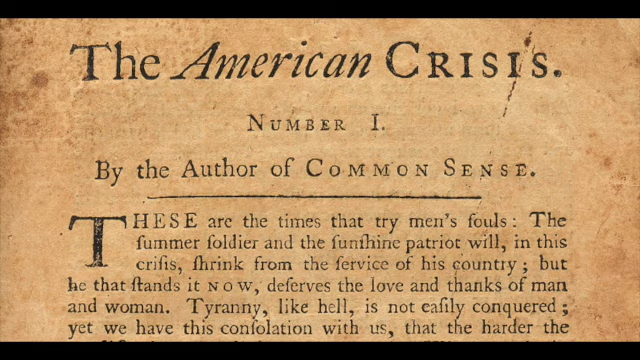 The American CRISIS.
NUMBER I.
By the Author of COMMON SENSE.
THESE are the times that try men's ſouls: The
ſummer ſoldier and the ſunſhine patriot will, in this
criſis, ſhrink from the ſervice of his country; but
he that ſtands it NOW, deſerves the love and thanks of man
and woman. Tyranny, like hell, is not eaſily conquered;
yet we have this conſolation with us, that the harder the